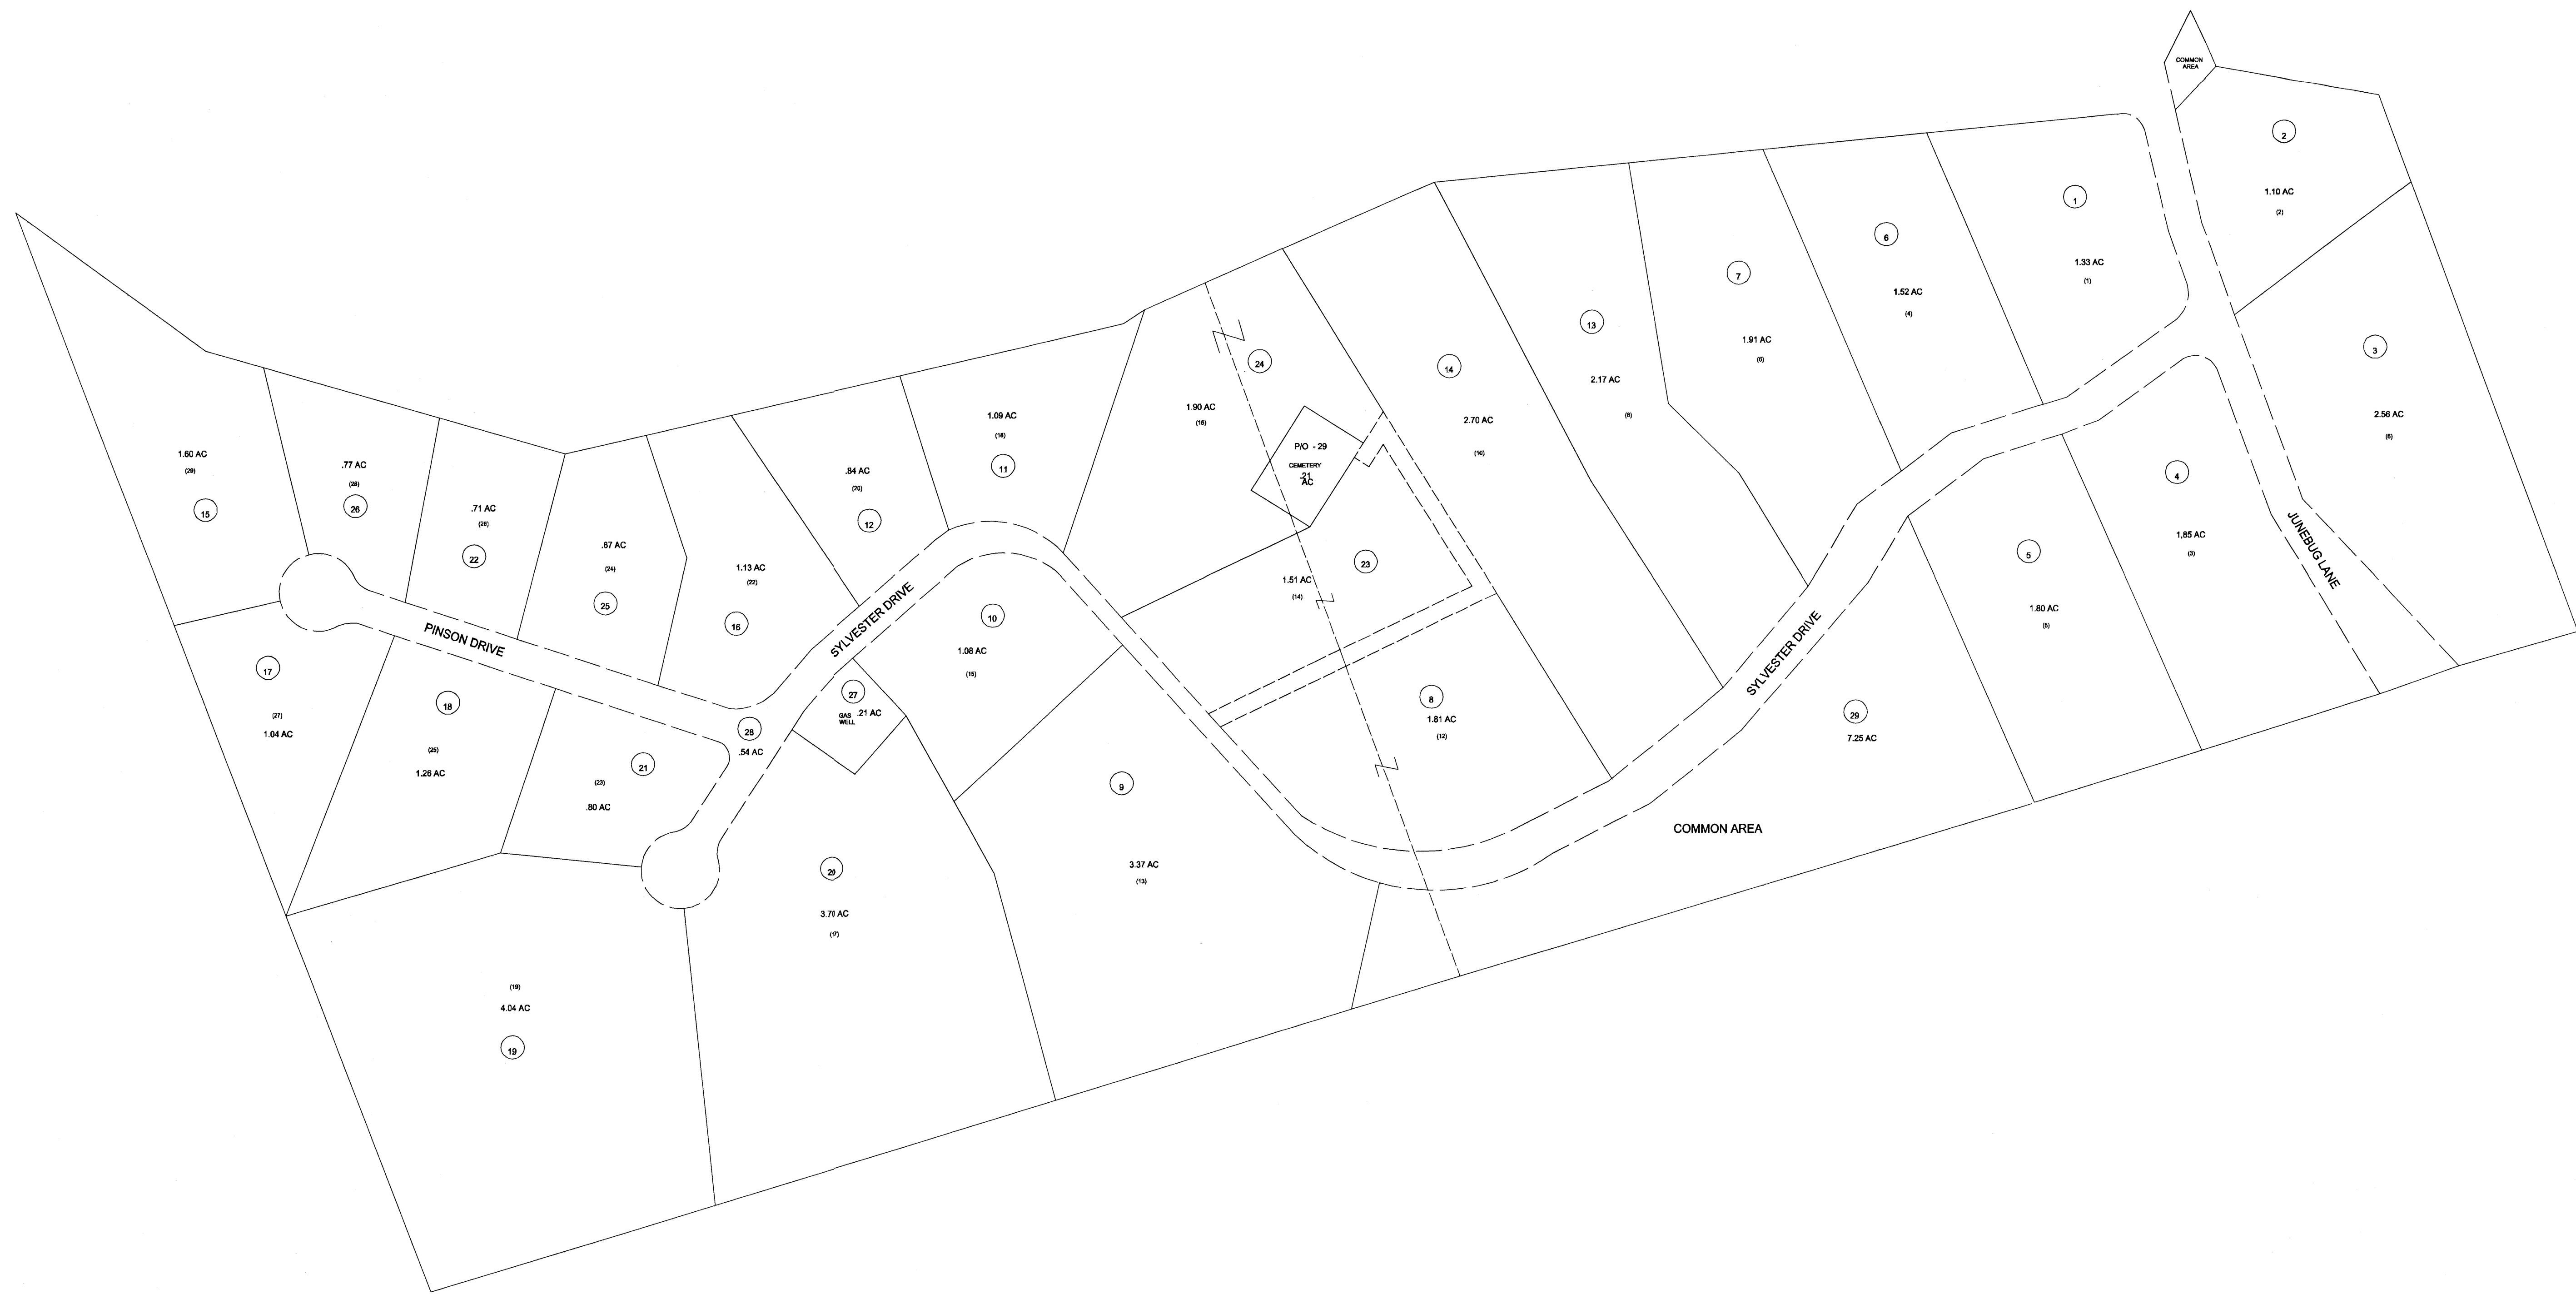 COMMON
AREA
2
1.10 AC
(2)
1
1.33 AC
(1)
6
1.52 AC
(4)
7
1.91 AC
(6)
13
2.17 AC
(8)
14
2.70 AC
(10)
3
2.56 AC
(6)
4
1,85 AC
(3)
JUNEBUG LANE
5
1.80 AC
(5)
24
1.90 AC
(16)
P/O - 29
CEMETERY
.21
AC
23
1.51 AC
(14)
8
1.81 AC
(12)
SYLVESTER DRIVE
29
7.25 AC
COMMON AREA
1.09 AC
(18)
11
.84 AC
(20)
12
1.13 AC
(22)
16
.67 AC
(24)
25
.71 AC
(26)
22
.77 AC
(28)
26
1.60 AC
(29)
15
PINSON DRIVE
SYLVESTER DRIVE
10
1.08 AC
(15)
17
(27)
1.04 AC
18
(25)
1.26 AC
21
(23)
.80 AC
28
.54 AC
27
GAS
WELL
.21 AC
9
3.37 AC
(13)
20
3.70 AC
(19)
4.04 AC
19